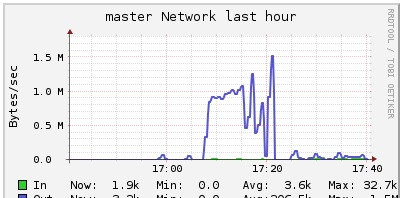 master Network last hour
RRDTOOL / TOBI OETIKER
Bytes/sec
1.5 M
1.0 M
0.5 M
0.0
17:00 17:20 17:40
In Now: 1.9k Min: 0.0 Avg: 3.6k Max: 32.7k